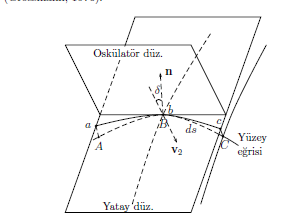 Oskülatör düz.
n
δ
b
a
B
c
ds
A
C
Yüzey
eğrisi
v₂
Yatay düz.